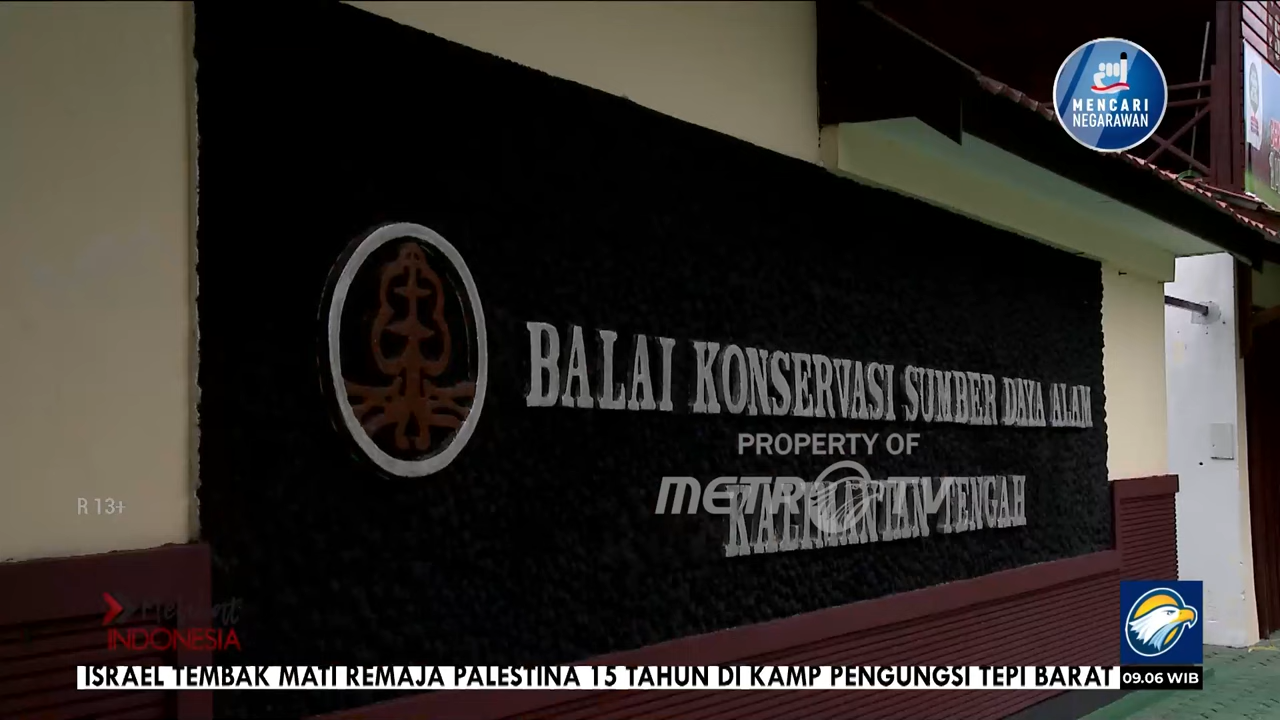 MENCARI
NEGARAWAN
BALAI KONSERVASI SUMBER DAYA ALAM
PROPERTY OF
METRO TV
KALIMANTAN TENGAH
R 13+
Melihat
INDONESIA
ISRAEL TEMBAK MATI REMAJA PALESTINA 15 TAHUN DI KAMP PENGUNGSI TEPI BARAT
09.06 WIB